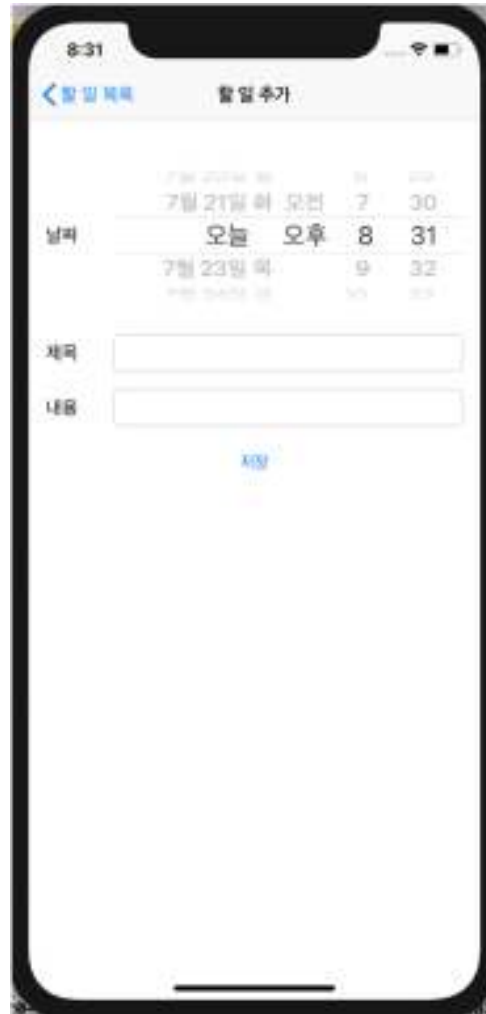 8:31
할 일 목록
할 일 추가
7월 21일 화 오전 7 30
날짜 오늘 오후 8 31
7월 23일 목 9 32
제목
내용
저장